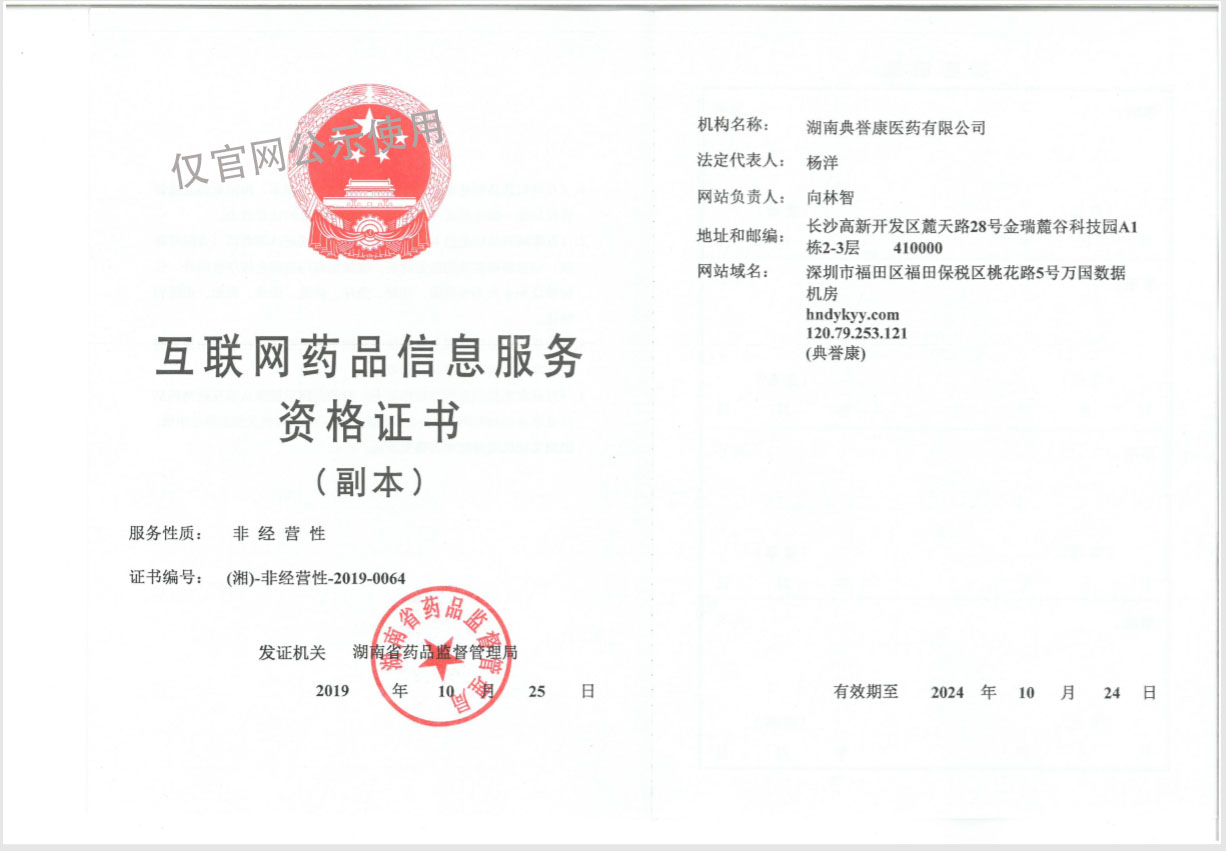 仅官网公示使用
互联网药品信息服务
资格证书
（副本）
服务性质： 非经营性
证书编号： (湘)-非经营性-2019-0064
发证机关 湖南省药品监督管理局
湖南省药品监督管理局
2019 年 10 月 25 日
机构名称： 湖南典誉康医药有限公司
法定代表人： 杨洋
网站负责人： 向林智
地址和邮编： 长沙高新开发区麓天路28号金瑞麓谷科技园A1
栋2-3层 410000
网站域名： 深圳市福田区福田保税区桃花路5号万国数据
机房
hndykyy.com
120.79.253.121
(典誉康)
有效期至 2024 年 10 月 24 日